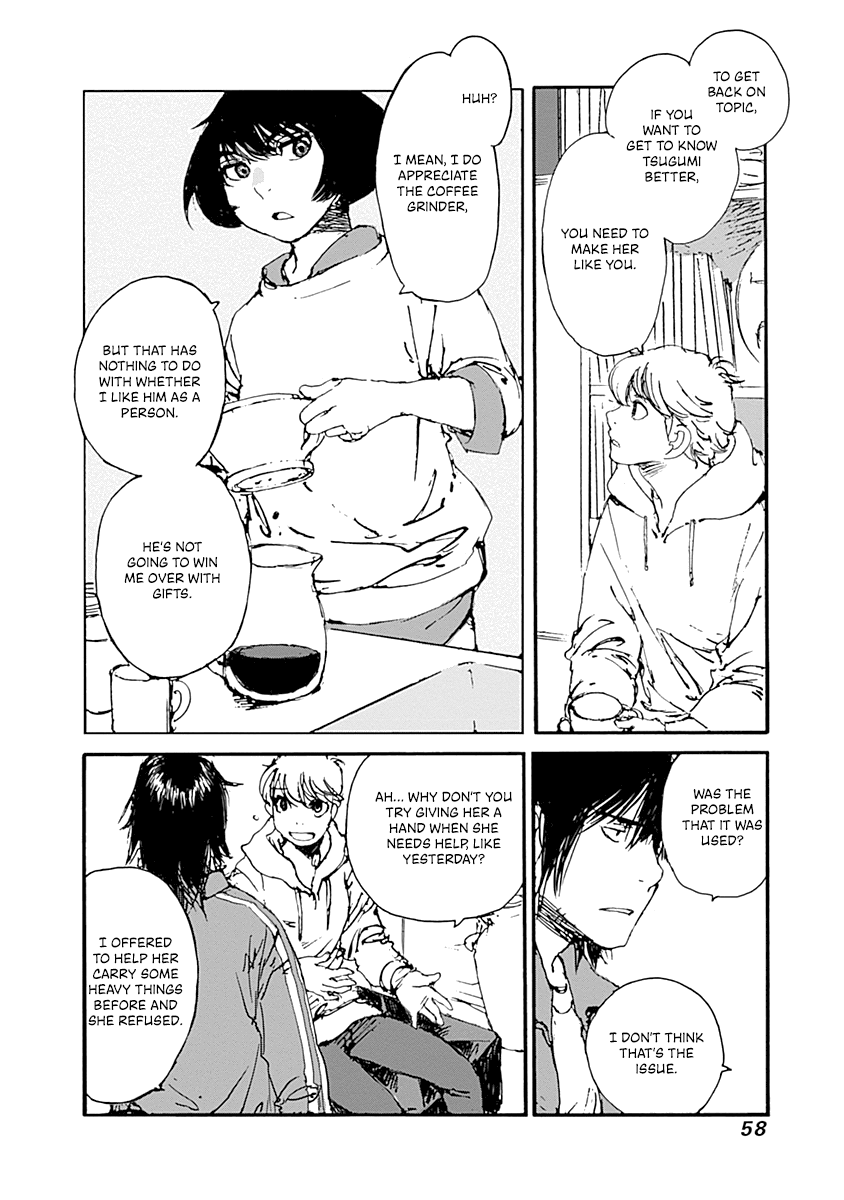 TO GET
BACK ON
TOPIC,
IF YOU
WANT TO
GET TO KNOW
TSUGUMI
BETTER,
YOU NEED TO
MAKE HER
LIKE YOU.
HUH?
I MEAN, I DO
APPRECIATE
THE COFFEE
GRINDER,
BUT THAT HAS
NOTHING TO DO
WITH WHETHER
I LIKE HIM AS A
PERSON.
HE'S NOT
GOING TO WIN
ME OVER WITH
GIFTS.
WAS THE
PROBLEM
THAT IT WAS
USED?
I DON'T THINK
THAT'S THE
ISSUE.
AH... WHY DON'T YOU
TRY GIVING HER A
HAND WHEN SHE
NEEDS HELP, LIKE
YESTERDAY?
I OFFERED
TO HELP HER
CARRY SOME
HEAVY THINGS
BEFORE AND
SHE REFUSED.
58